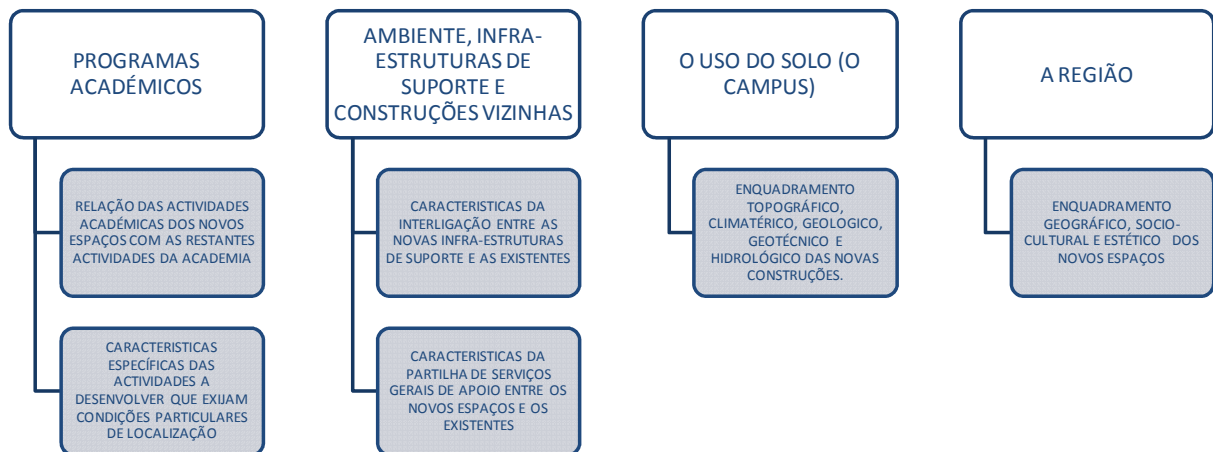 PROGRAMAS
ACADÉMICOS
RELAÇÃO DAS ACTIVIDADES
ACADÉMICAS DOS NOVOS
ESPAÇOS COM AS RESTANTES
ACTIVIDADES DA ACADEMIA
CARACTERISTICAS
ESPECÍFICAS DAS
ACTIVIDADES A
DESENVOLVER QUE EXIJAM
CONDIÇÕES PARTICULARES
DE LOCALIZAÇÃO
AMBIENTE, INFRA-
ESTRUTURAS DE
SUPORTE E
CONSTRUÇÕES VIZINHAS
CARACTERISTICAS DA
INTERLIGAÇÃO ENTRE AS
NOVAS INFRA-ESTRUTURAS
DE SUPORTE E AS EXISTENTES
CARACTERISTICAS DA
PARTILHA DE SERVIÇOS
GERAIS DE APOIO ENTRE OS
NOVOS ESPAÇOS E OS
EXISTENTES
O USO DO SOLO (O
CAMPUS)
ENQUADRAMENTO
TOPOGRÁFICO,
CLIMATÉRICO, GEOLOGICO,
GEOTÉCNICO E
HIDROLÓGICO DAS NOVAS
CONSTRUÇÕES.
A REGIÃO
ENQUADRAMENTO
GEOGRÁFICO, SOCIO-
CULTURAL E ESTÉTICO DOS
NOVOS ESPAÇOS